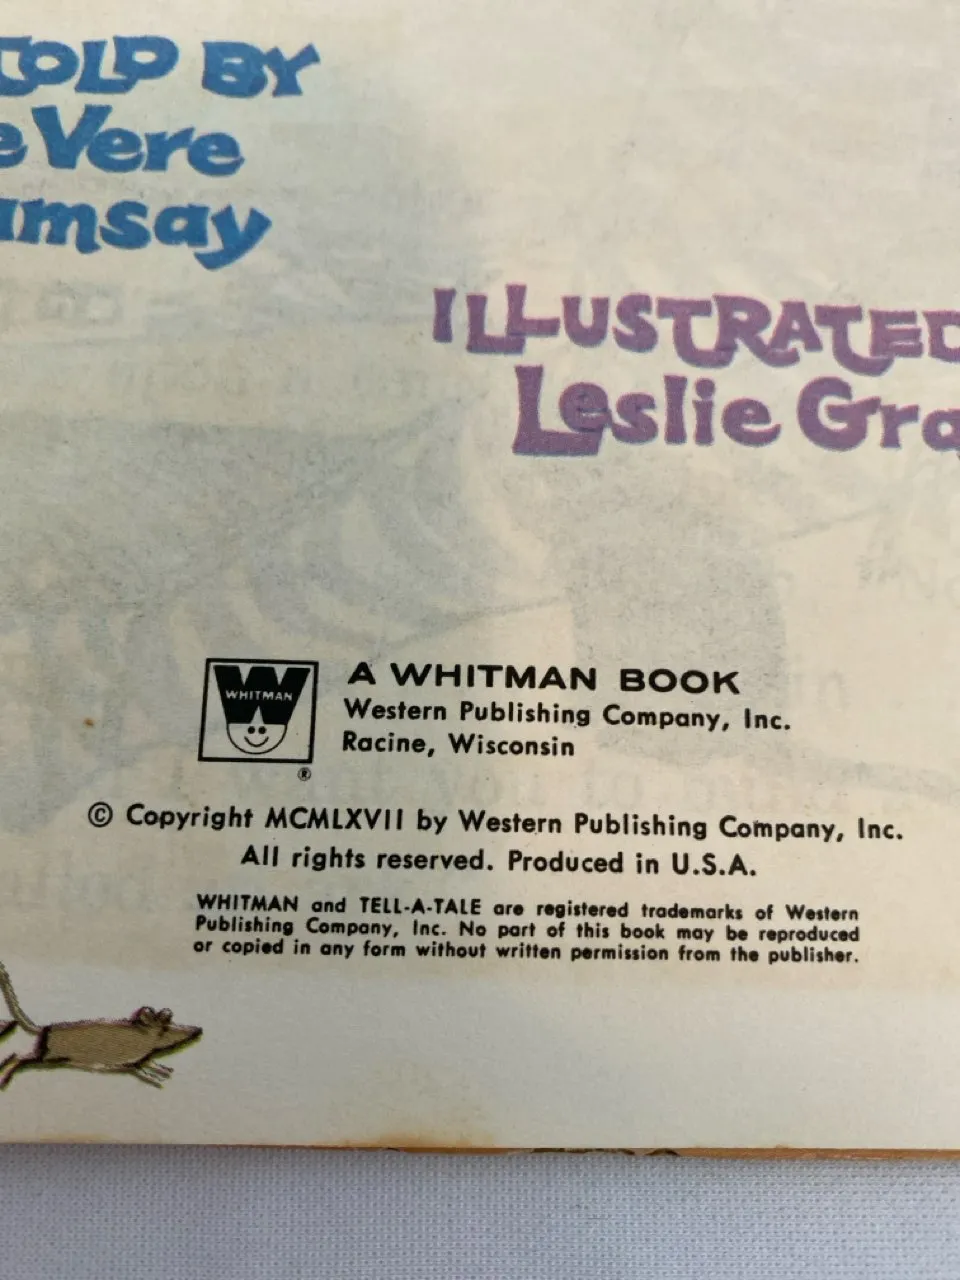 TOLD BY
e Vere
amsay
ILLUSTRATED
Leslie Gra
WHITMAN
®
A WHITMAN BOOK
Western Publishing Company, Inc.
Racine, Wisconsin
© Copyright MCMLXVII by Western Publishing Company, Inc.
All rights reserved. Produced in U.S.A.
WHITMAN and TELL-A-TALE are registered trademarks of Western
Publishing Company, Inc. No part of this book may be reproduced
or copied in any form without written permission from the publisher.